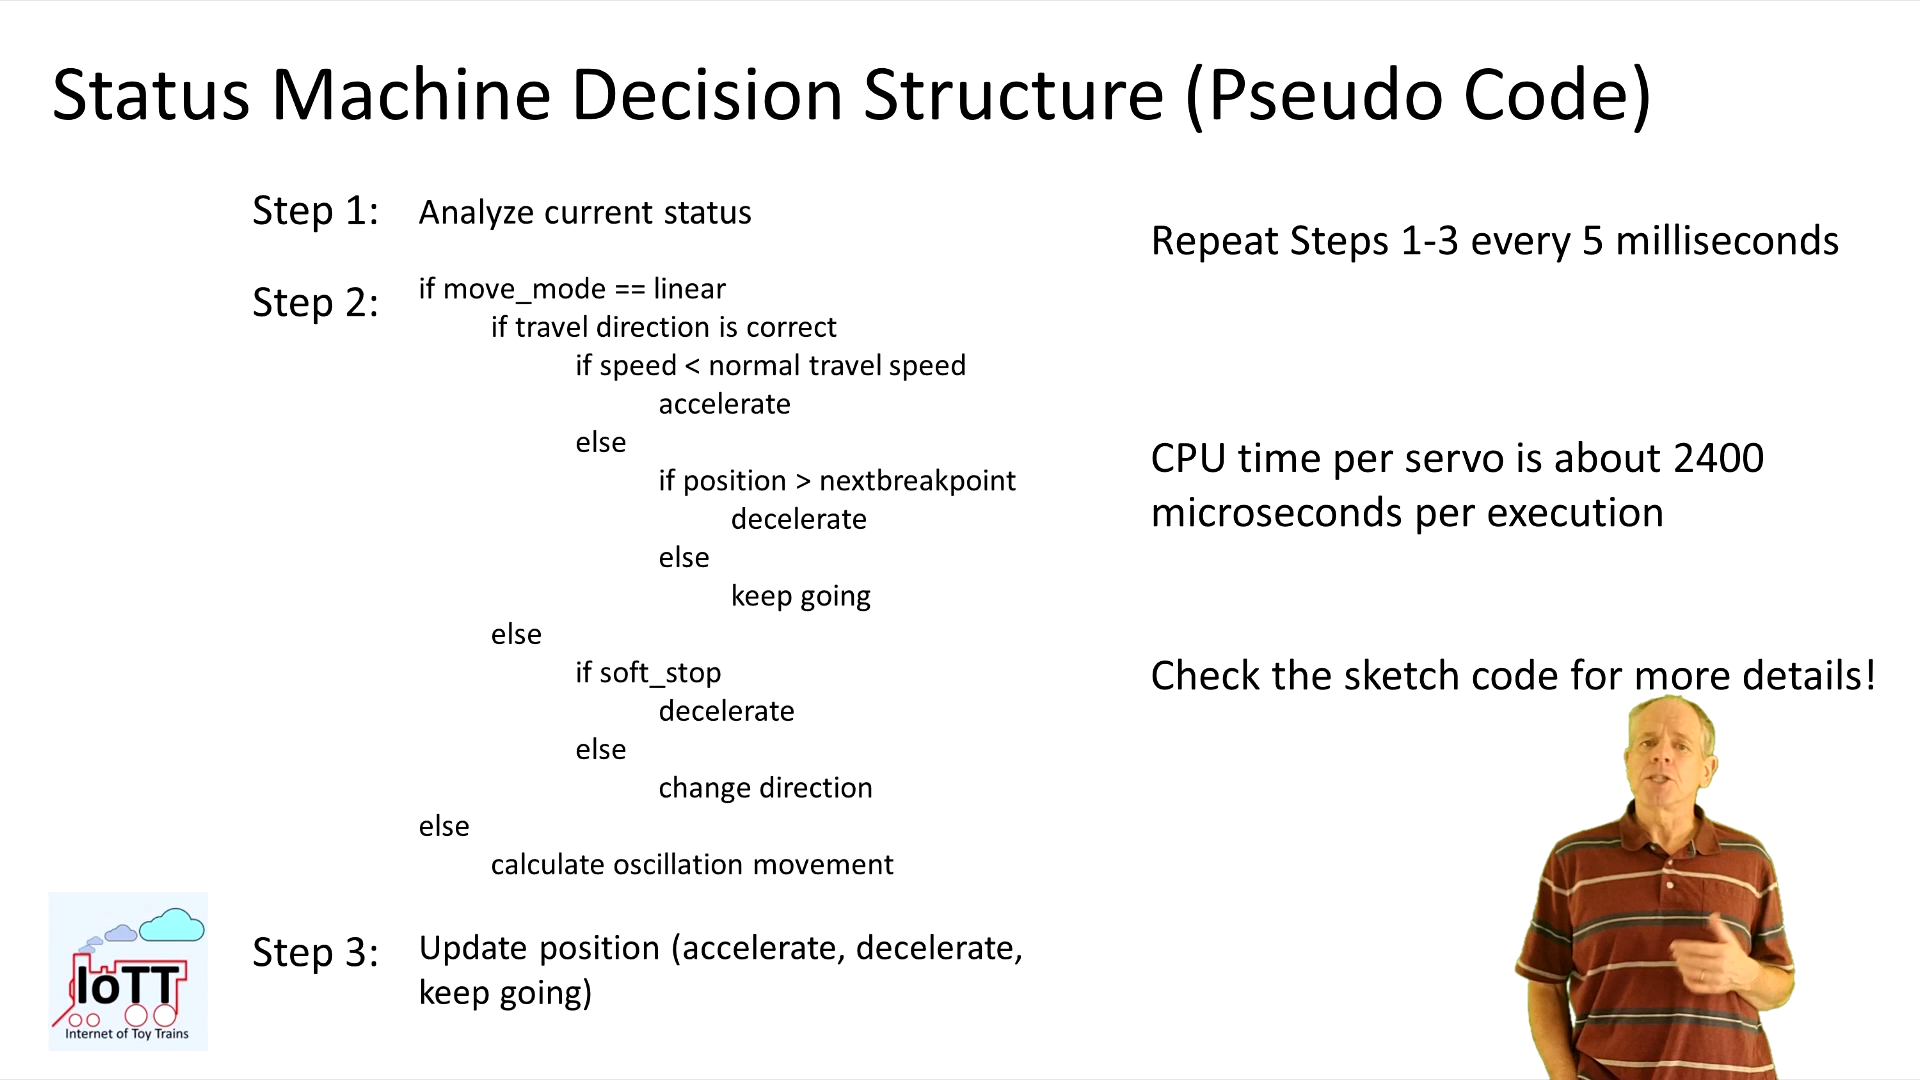 Status Machine Decision Structure (Pseudo Code)
Step 1:
Analyze current status
Step 2:
if move_mode == linear
if travel direction is correct
if speed < normal travel speed
accelerate
else
if position > nextbreakpoint
decelerate
else
keep going
else
if soft_stop
decelerate
else
change direction
else
calculate oscillation movement
Step 3:
Update position (accelerate, decelerate,
keep going)
Repeat Steps 1-3 every 5 milliseconds
CPU time per servo is about 2400
microseconds per execution
Check the sketch code for more details!
IoTT
Internet of Toy Trains